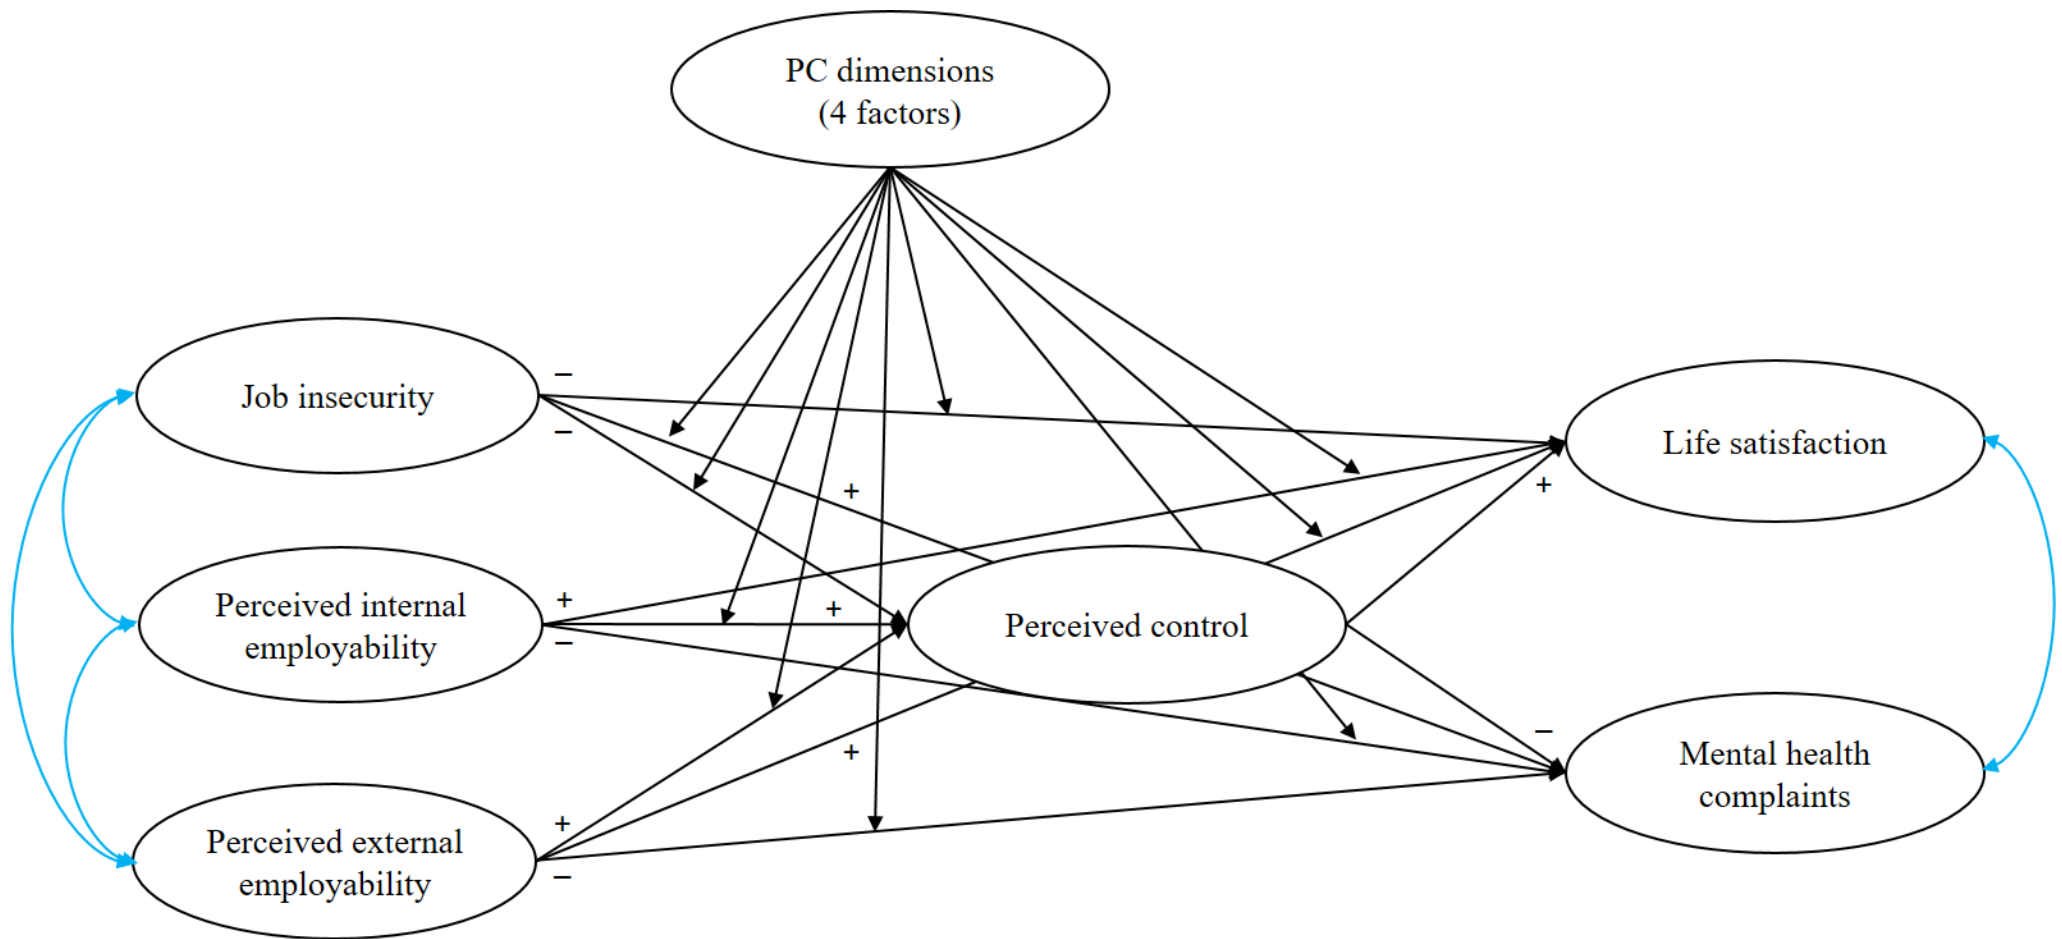 PC dimensions
(4 factors)
−
Job insecurity
−
Life satisfaction
+
+
+
Perceived internal
employability
+
−
Perceived control
−
+
Mental health
complaints
+
Perceived external
employability
−